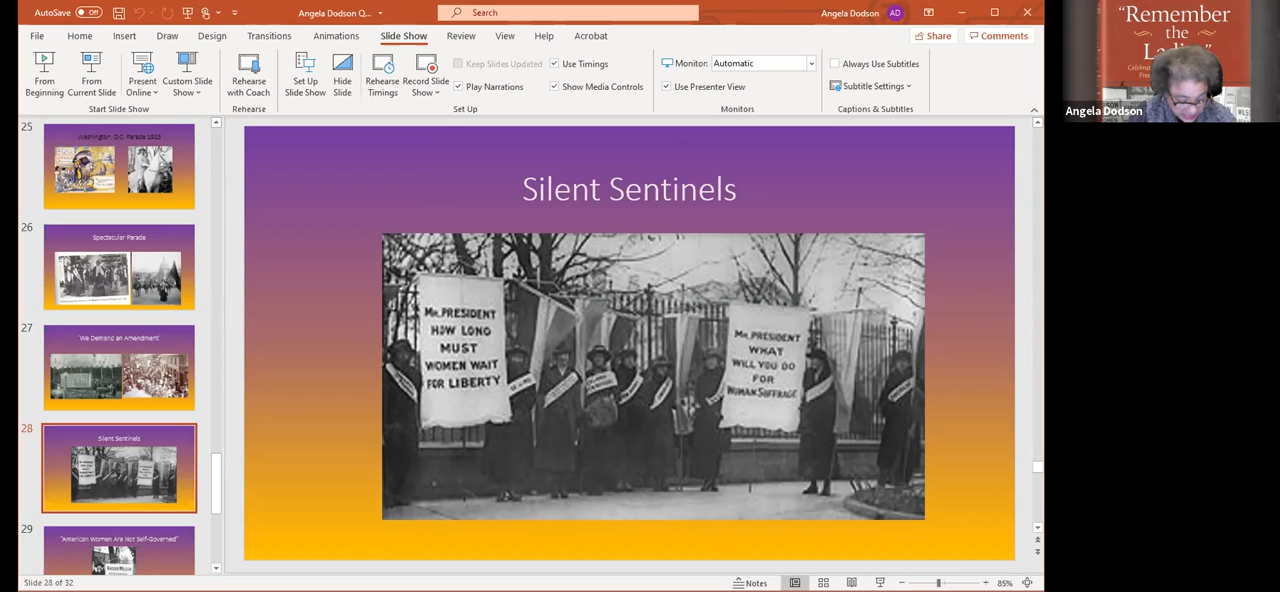 AutoSave Off
Angela Dodson Q...
Search
Angela Dodson AD
File Home Insert Draw Design Transitions Animations Slide Show Review View Help Acrobat
Share Comments
From Beginning
From Current Slide
Present Online
Custom Slide Show
Start Slide Show
Rehearse with Coach
Rehearse
Set Up Slide Show
Hide Slide
Rehearse Timings
Record Slide Show
Keep Slides Updated
Use Timings
Play Narrations
Show Media Controls
Set Up
Monitor: Automatic
Use Presenter View
Monitors
Always Use Subtitles
Subtitle Settings
Captions & Subtitles
25
Washington, D.C. Parade 1913
26
Spectacular Parade
27
"We Demand an Amendment"
28
Silent Sentinels
29
"American Women Are Not Self-Governed"
Silent Sentinels
MR. PRESIDENT
HOW LONG
MUST
WOMEN WAIT
FOR LIBERTY
MR. PRESIDENT
WHAT
WILL YOU DO
FOR
WOMAN SUFFRAGE
Slide 28 of 32
Notes
85%
"Remember
the
Angela Dodson